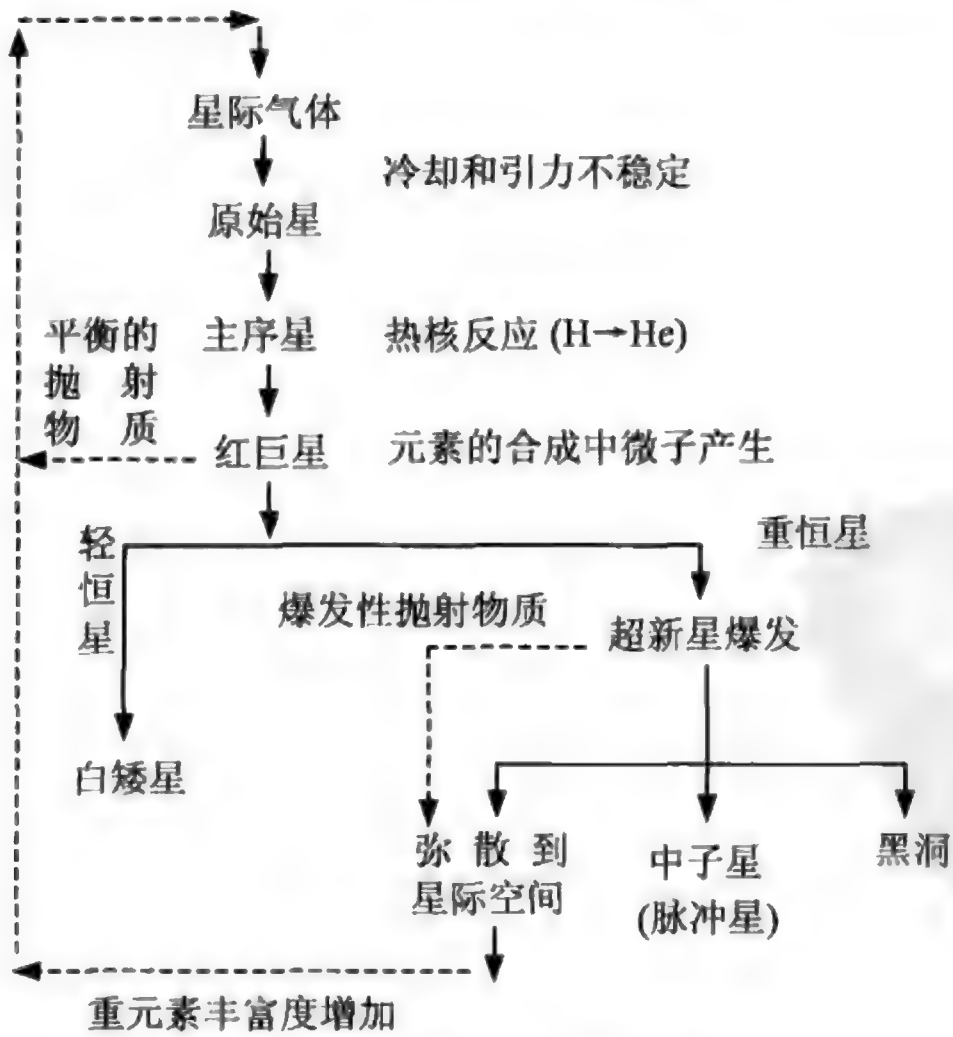 星际气体
冷却和引力不稳定
原始星
平衡的
抛射
物质
主序星
热核反应 (H→He)
红巨星
元素的合成中微子产生
轻恒星
重恒星
爆发性抛射物质
超新星爆发
白矮星
弥散到
星际空间
中子星
(脉冲星)
黑洞
重元素丰富度增加